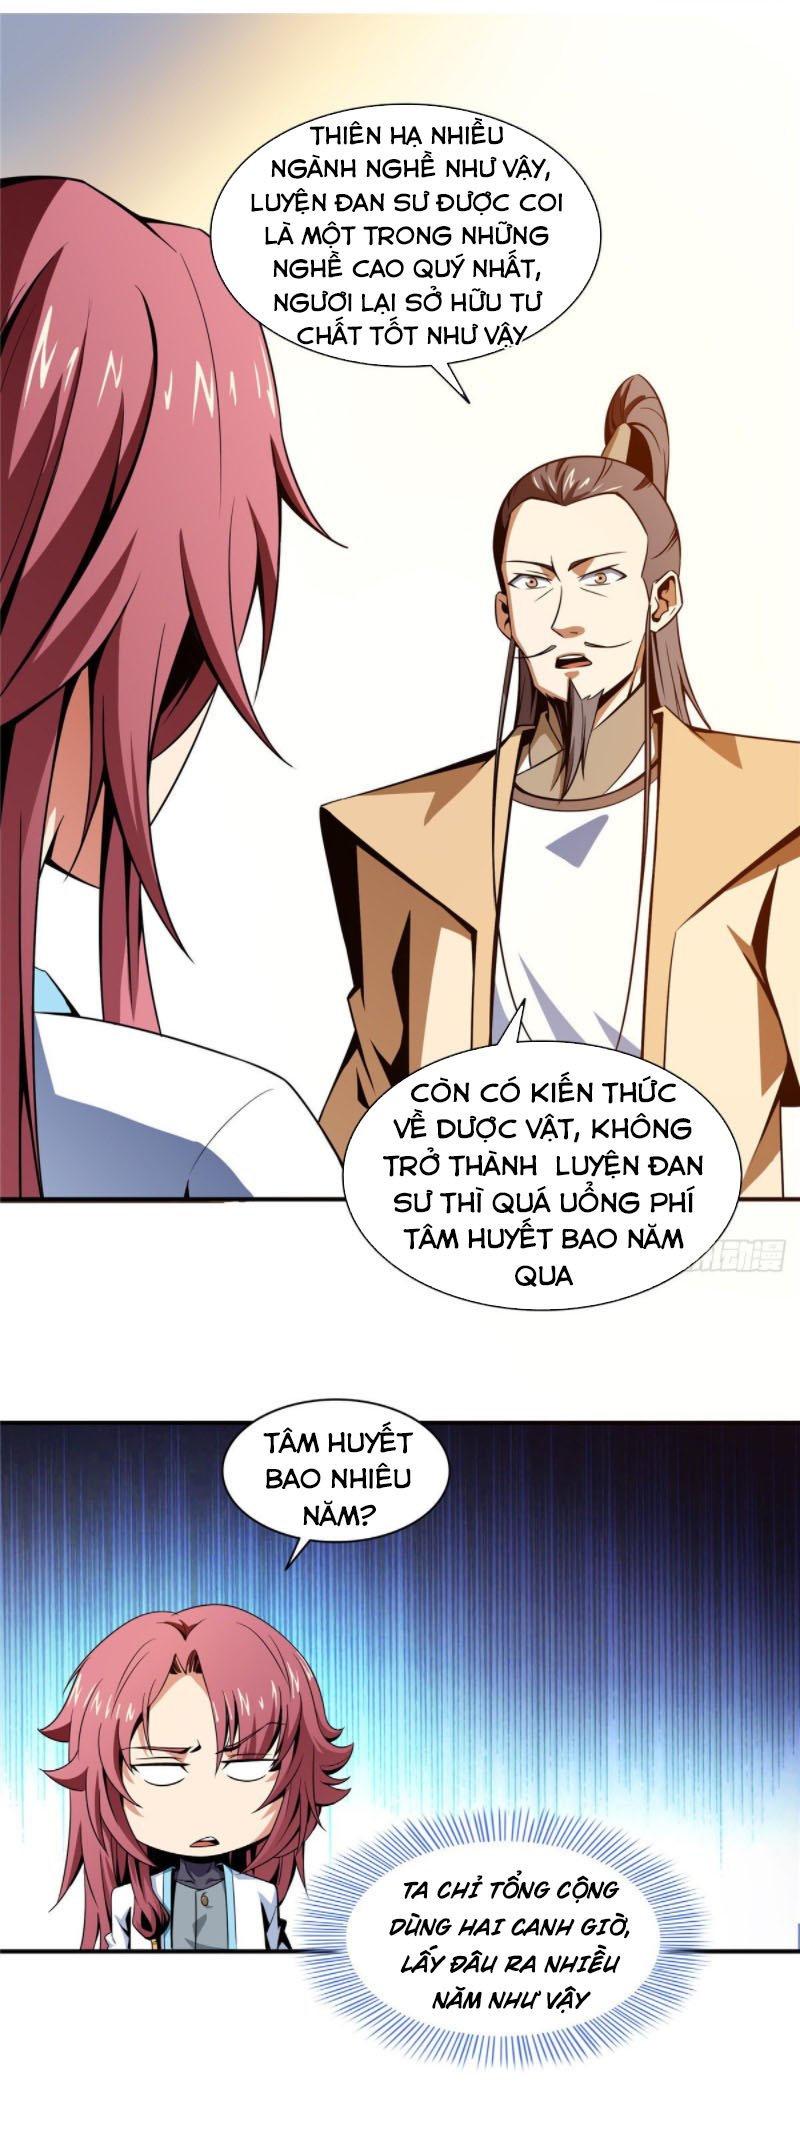 THIÊN HẠ NHIỀU
NGÀNH NGHỀ NHƯ VẬY,
LUYỆN ĐAN SƯ ĐƯỢC COI
LÀ MỘT TRONG NHỮNG
NGHỀ CAO QUÝ NHẤT,
NGƯƠI LẠI SỞ HỮU TƯ
CHẤT TỐT NHƯ VẬY
CÒN CÓ KIẾN THỨC
VỀ DƯỢC VẬT, KHÔNG
TRỞ THÀNH LUYỆN ĐAN
SƯ THÌ QUÁ UỔNG PHÍ
TÂM HUYẾT BAO NĂM
QUA
动漫
TÂM HUYẾT
BAO NHIÊU
NĂM?
TA CHỈ TỔNG CỘNG
DÙNG HAI CANH GIỜ,
LẤY ĐÂU RA NHIỀU
NĂM NHƯ VẬY